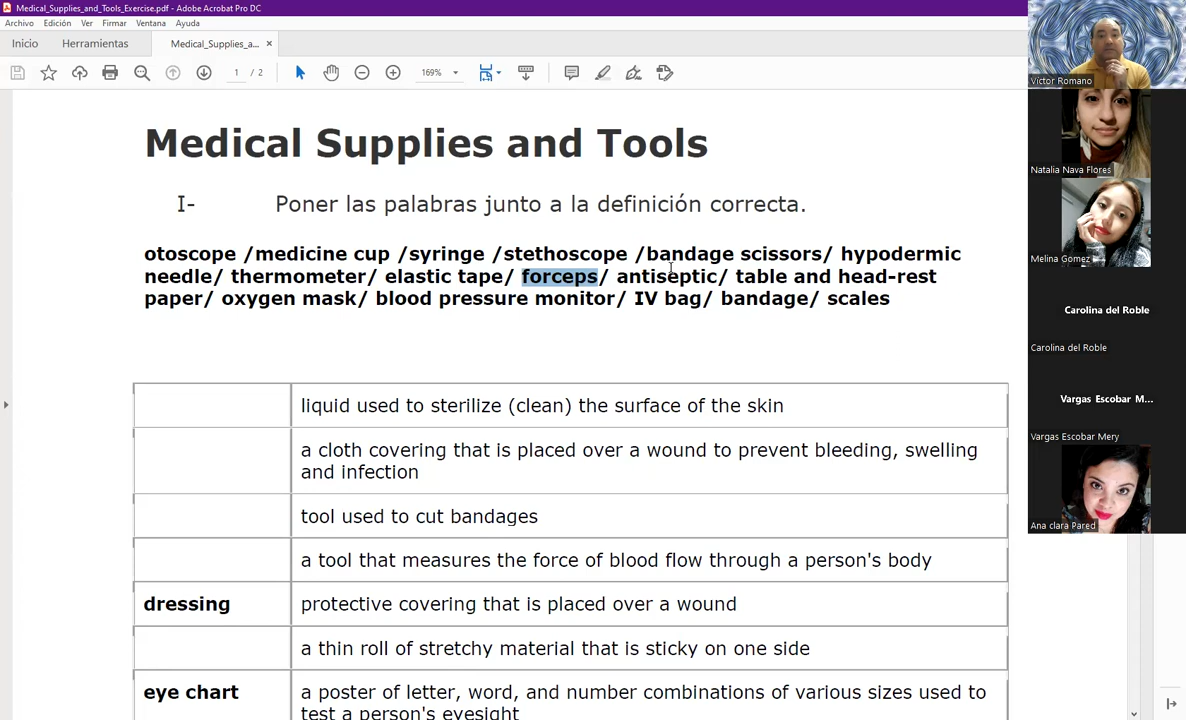 Medical_Supplies_and_Tools_Exercise.pdf - Adobe Acrobat Pro DC
Archivo Edición Ver Firmar Ventana Ayuda
Inicio Herramientas Medical_Supplies_a... ×
1 / 2 169%
Medical Supplies and Tools
I- Poner las palabras junto a la definición correcta.
otoscope /medicine cup /syringe /stethoscope /bandage scissors/ hypodermic
needle/ thermometer/ elastic tape/ forceps/ antiseptic/ table and head-rest
paper/ oxygen mask/ blood pressure monitor/ IV bag/ bandage/ scales
liquid used to sterilize (clean) the surface of the skin
a cloth covering that is placed over a wound to prevent bleeding, swelling
and infection
tool used to cut bandages
a tool that measures the force of blood flow through a person's body
dressing protective covering that is placed over a wound
a thin roll of stretchy material that is sticky on one side
eye chart a poster of letter, word, and number combinations of various sizes used to
test a person's eyesight
Victor Romano
Natalia Nava Flores
Melina Gomez
Carolina del Roble
Carolina del Roble
Vargas Escobar M...
Vargas Escobar Mery
Ana clara Pared